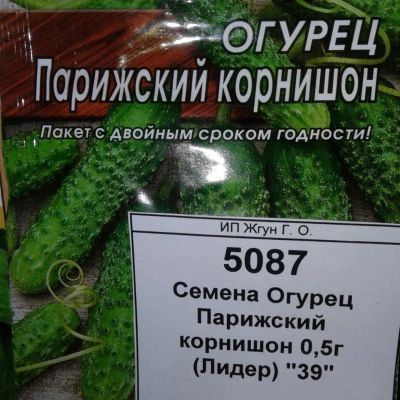 ОГУРЕЦ
Парижский корнишон
Пакет с двойным сроком годности!
ИП Жгун Г. О.
5087
Семена Огурец
Парижский
корнишон 0,5г
(Лидер) "39"